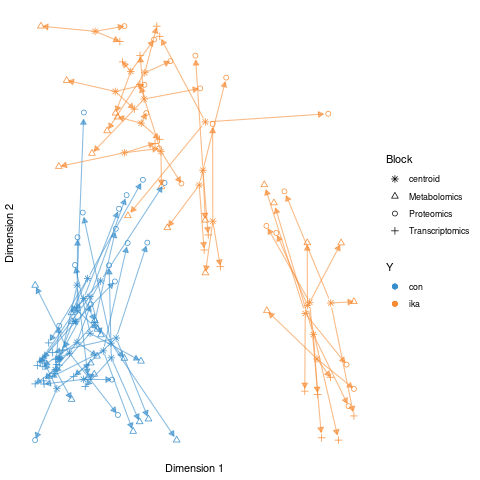 Dimension 2
Dimension 1
Block
centroid
Metabolomics
Proteomics
Transcriptomics
Y
con
ika